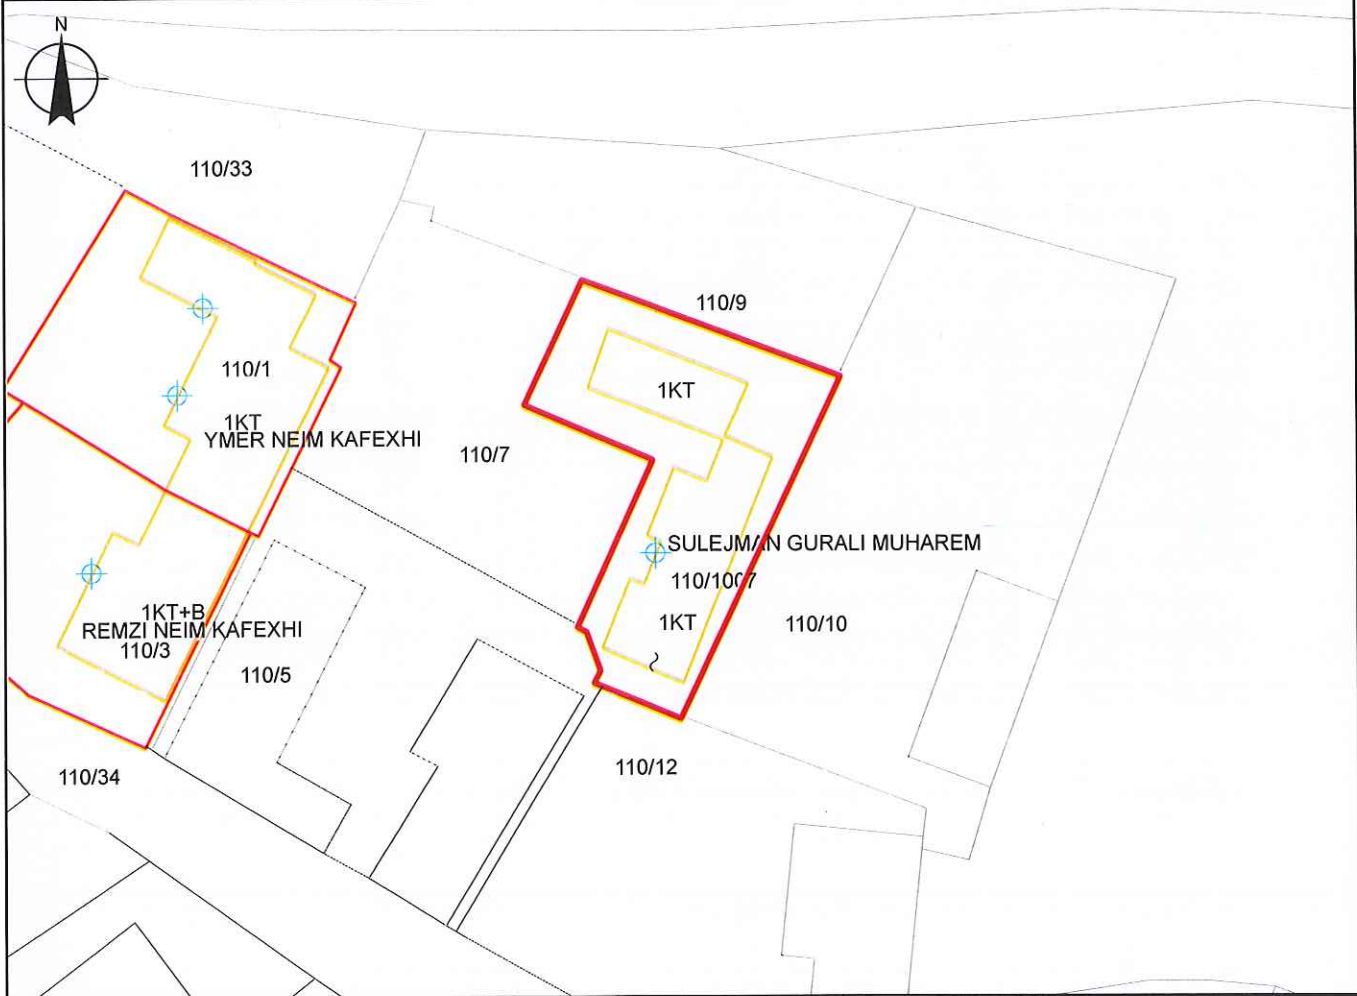 N
110/33
110/9
110/1
1KT
1KT
YMER NEIM KAFEXHI
110/7
SULEJMAN GURALI MUHAREM
110/1007
1KT+B
1KT
110/10
REMZI NEIM KAFEXHI
110/3
110/5
110/12
110/34